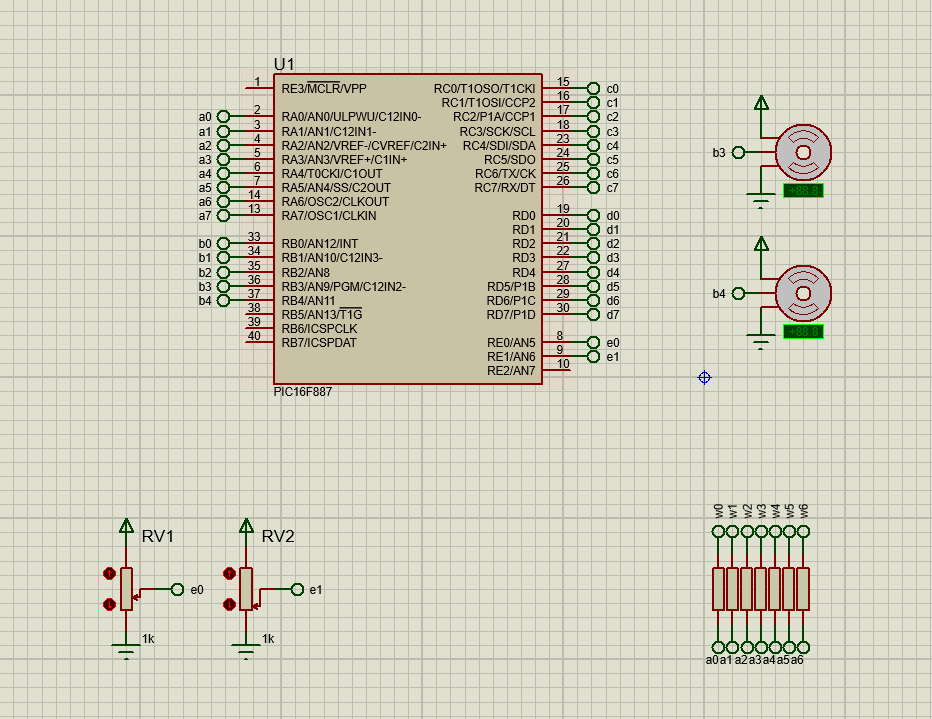 U1
1 RE3/MCLR/VPP RC0/T1OSO/T1CKI 15 c0
RC1/T1OSI/CCP2 16 c1
a0 2 RA0/AN0/ULPWU/C12IN0- RC2/P1A/CCP1 17 c2
a1 3 RA1/AN1/C12IN1- RC3/SCK/SCL 18 c3
a2 4 RA2/AN2/VREF-/CVREF/C2IN+ RC4/SDI/SDA 23 c4
a3 5 RA3/AN3/VREF+/C1IN+ RC5/SDO 24 c5
a4 6 RA4/T0CKI/C1OUT RC6/TX/CK 25 c6
a5 7 RA5/AN4/SS/C2OUT RC7/RX/DT 26 c7
a6 14 RA6/OSC2/CLKOUT
a7 13 RA7/OSC1/CLKIN RD0 19 d0
RD1 20 d1
b0 33 RB0/AN12/INT RD2 21 d2
b1 34 RB1/AN10/C12IN3- RD3 22 d3
b2 35 RB2/AN8 RD4 27 d4
b3 36 RB3/AN9/PGM/C12IN2- RD5/P1B 28 d5
b4 37 RB4/AN11 RD6/P1C 29 d6
38 RB5/AN13/T1G RD7/P1D 30 d7
39 RB6/ICSPCLK
40 RB7/ICSPDAT RE0/AN5 8 e0
RE1/AN6 9 e1
RE2/AN7 10
PIC16F887
b3
+88.8
b4
+88.8
RV1
e0
1k
RV2
e1
1k
w0 w1 w2 w3 w4 w5 w6
a0 a1 a2 a3 a4 a5 a6